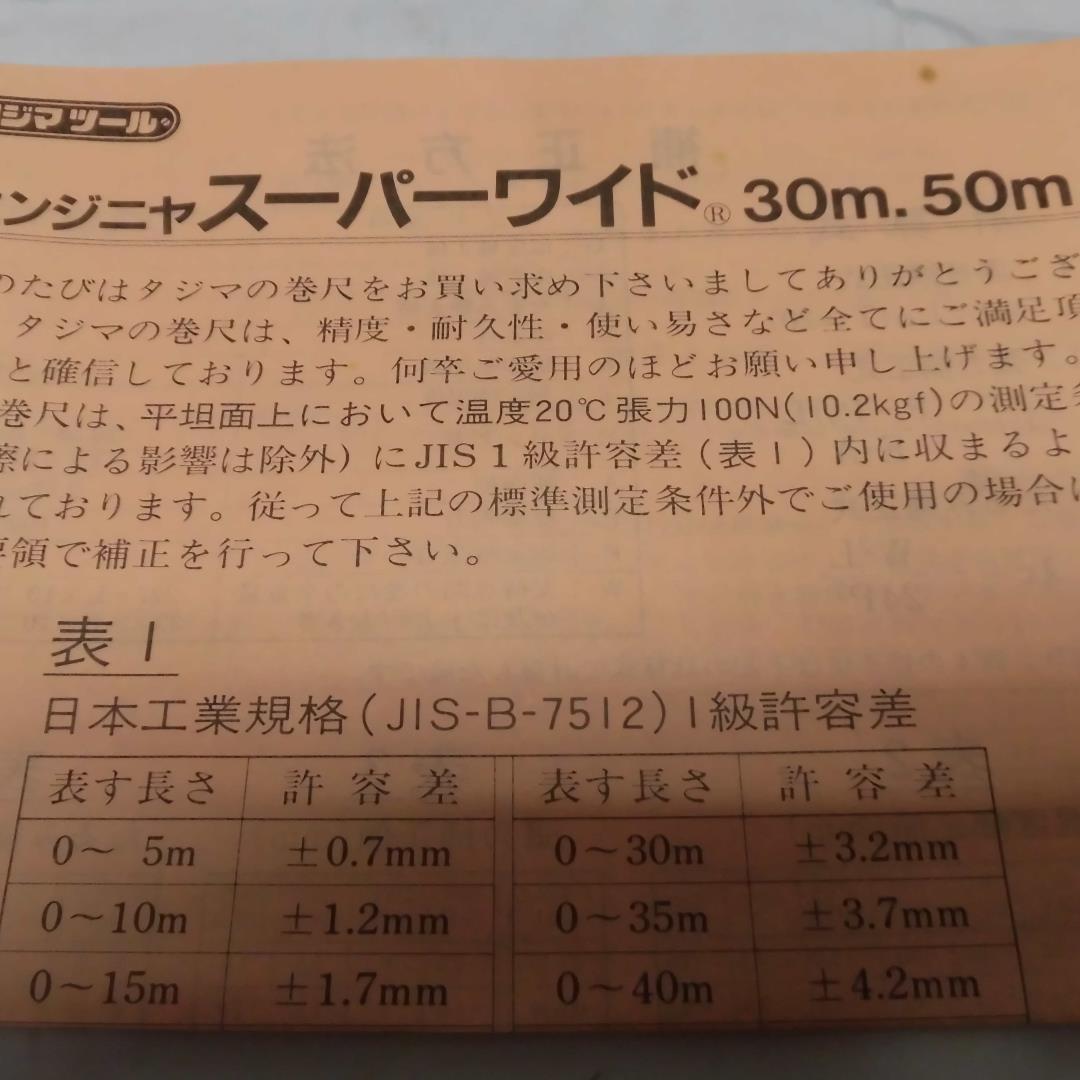 ジマツール
ンジニヤスーパーワイド® 30m. 50m
のたびはタジマの巻尺をお買い求め下さいましてありがとうござ
タジマの巻尺は、精度・耐久性・使い易さなど全てにご満足頂
と確信しております。何卒ご愛用のほどお願い申し上げます。
巻尺は、平坦面上において温度20℃張力100N(10.2kgf)の測定
による影響は除外)にJIS1級許容差(表1)内に収まるよ
れております。従って上記の標準測定条件外でご使用の場合
要領で補正を行って下さい。
表1
日本工業規格(JIS-B-7512)1級許容差
表す長さ 許容差 表す長さ 許容差
0～ 5m ±0.7mm 0～30m ±3.2mm
0～10m ±1.2mm 0～35m ±3.7mm
0～15m ±1.7mm 0～40m ±4.2mm